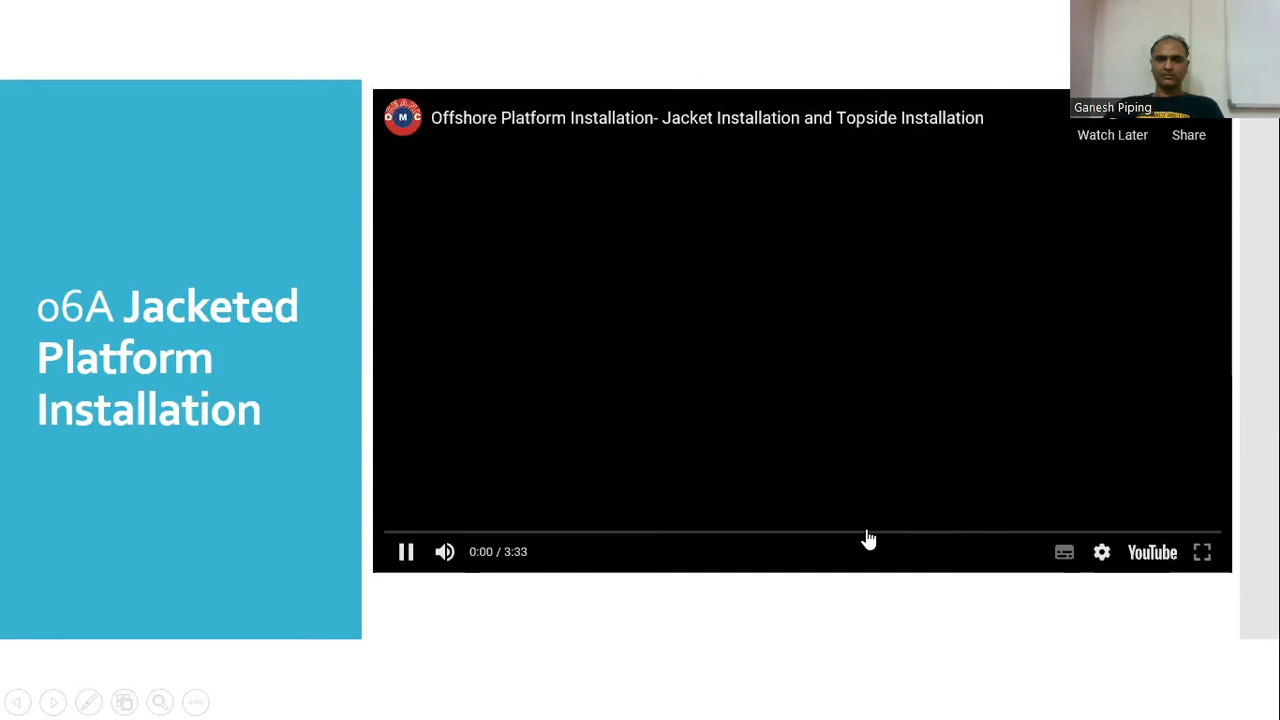 Ganesh Piping
OMC
Offshore Platform Installation- Jacket Installation and Topside Installation
Watch Later
Share
06A Jacketed
Platform
Installation
0:00 / 3:33
YouTube